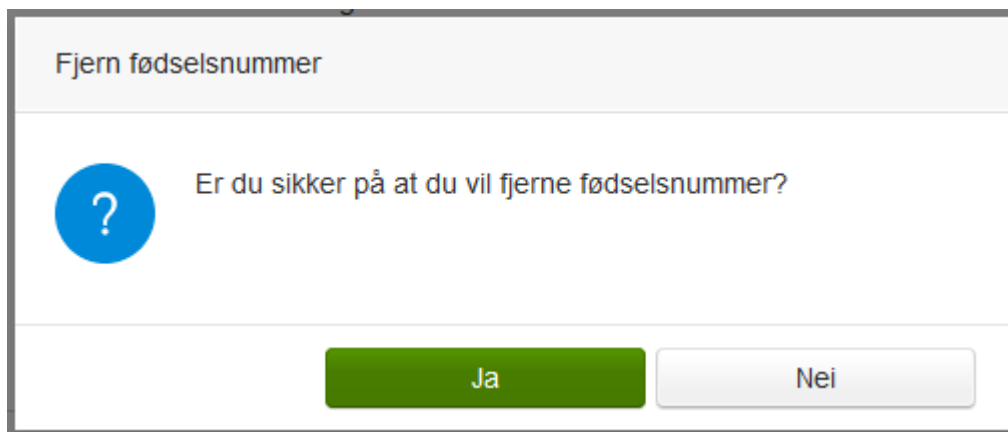 Fjern fødselsnummer
?
Er du sikker på at du vil fjerne fødselsnummer?
Ja
Nei